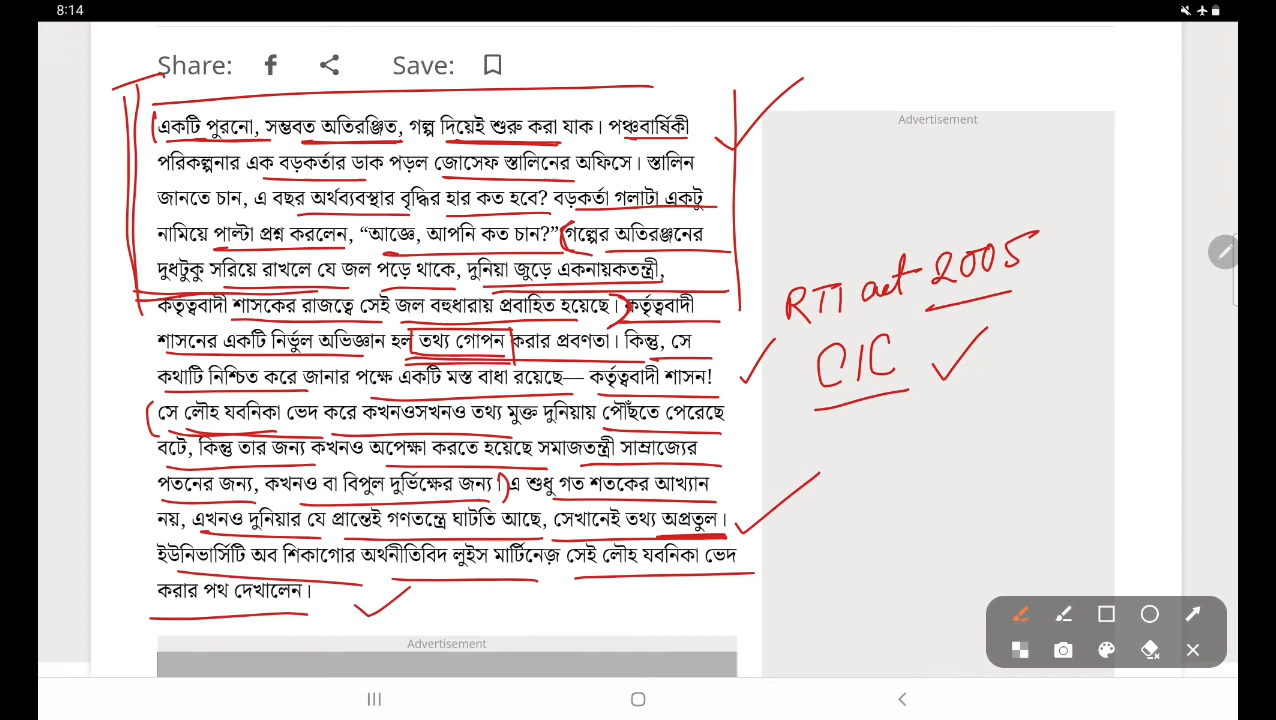 8:14
Share: Save:
Advertisement
একটি পুরনো, সম্ভবত অতিরঞ্জিত, গল্প দিয়েই শুরু করা যাক। পঞ্চবার্ষিকী
পরিকল্পনার এক বড়কর্তার ডাক পড়ল জোসেফ স্তালিনের অফিসে। স্তালিন
জানতে চান, এ বছর অর্থব্যবস্থার বৃদ্ধির হার কত হবে? বড়কর্তা গলাটা একটু
নামিয়ে পাল্টা প্রশ্ন করলেন, “আজ্ঞে, আপনি কত চান?” গল্পের অতিরঞ্জনের
দুধটুকু সরিয়ে রাখলে যে জল পড়ে থাকে, দুনিয়া জুড়ে একনায়কতন্ত্রী,
কর্তৃত্ববাদী শাসকের রাজত্বে সেই জল বহুধারায় প্রবাহিত হয়েছে। কর্তৃত্ববাদী
শাসনের একটি নির্ভুল অভিজ্ঞান হল তথ্য গোপন করার প্রবণতা। কিন্তু, সে
কথাটি নিশ্চিত করে জানার পক্ষে একটি মস্ত বাধা রয়েছে— কর্তৃত্ববাদী শাসন!
সে লৌহ যবনিকা ভেদ করে কখনওসখনও তথ্য মুক্ত দুনিয়ায় পৌঁছতে পেরেছে
বটে, কিন্তু তার জন্য কখনও অপেক্ষা করতে হয়েছে সমাজতন্ত্রী সাম্রাজ্যের
পতনের জন্য, কখনও বা বিপুল দুর্ভিক্ষের জন্য। এ শুধু গত শতকের আখ্যান
নয়, এখনও দুনিয়ার যে প্রান্তেই গণতন্ত্রে ঘাটতি আছে, সেখানেই তথ্য অপ্রতুল।
ইউনিভার্সিটি অব শিকাগোর অর্থনীতিবিদ লুইস মার্টিনেজ় সেই লৌহ যবনিকা ভেদ
করার পথ দেখালেন।
RTI act 2005
CIC
Advertisement